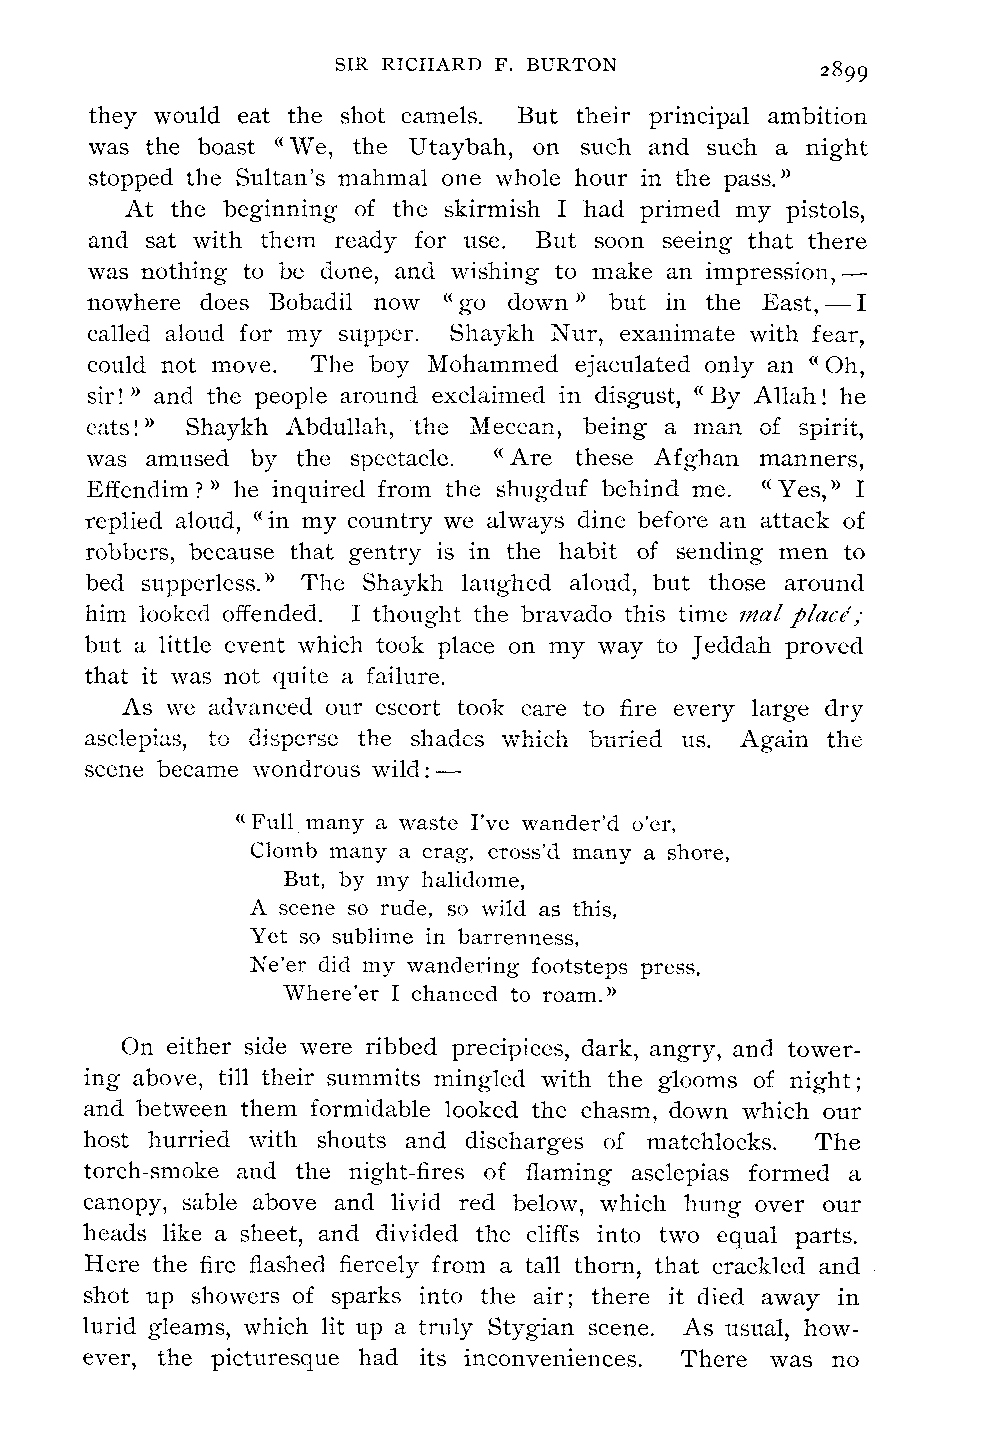 SIR RICHARD F. BURTON 2899
they would eat the shot camels. But their principal ambition
was the boast “We, the Utaybah, on such and such a night
stopped the Sultan's mahmal one whole hour in the pass.”
At the beginning of the skirmish I had primed my pistols,
and sat with them ready for use. But soon seeing that there
was nothing to be done, and wishing to make an impression,—
nowhere does Bobadil now “go down” but in the East,—I
called aloud for my supper. Shaykh Nur, exanimate with fear,
could not move. The boy Mohammed ejaculated only an “Oh,
sir!” and the people around exclaimed in disgust, “By Allah! he
eats!” Shaykh Abdullah, the Meccan, being a man of spirit,
was amused by the spectacle. “Are these Afghan manners,
Effendim?” he inquired from the shugduf behind me. “Yes,” I
replied aloud, “in my country we always dine before an attack of
robbers, because that gentry is in the habit of sending men to
bed supperless.” The Shaykh laughed aloud, but those around
him looked offended. I thought the bravado this time mal placé;
but a little event which took place on my way to Jeddah proved
that it was not quite a failure.
As we advanced our escort took care to fire every large dry
asclepias, to disperse the shades which buried us. Again the
scene became wondrous wild:—
“Full many a waste I've wander'd o'er,
Clomb many a crag, cross'd many a shore,
But, by my halidome,
A scene so rude, so wild as this,
Yet so sublime in barrenness,
Ne'er did my wandering footsteps press,
Where'er I chanced to roam.”
On either side were ribbed precipices, dark, angry, and tower-
ing above, till their summits mingled with the glooms of night;
and between them formidable looked the chasm, down which our
host hurried with shouts and discharges of matchlocks. The
torch-smoke and the night-fires of flaming asclepias formed a
canopy, sable above and livid red below, which hung over our
heads like a sheet, and divided the cliffs into two equal parts.
Here the fire flashed fiercely from a tall thorn, that crackled and
shot up showers of sparks into the air; there it died away in
lurid gleams, which lit up a truly Stygian scene. As usual, how-
ever, the picturesque had its inconveniences. There was no